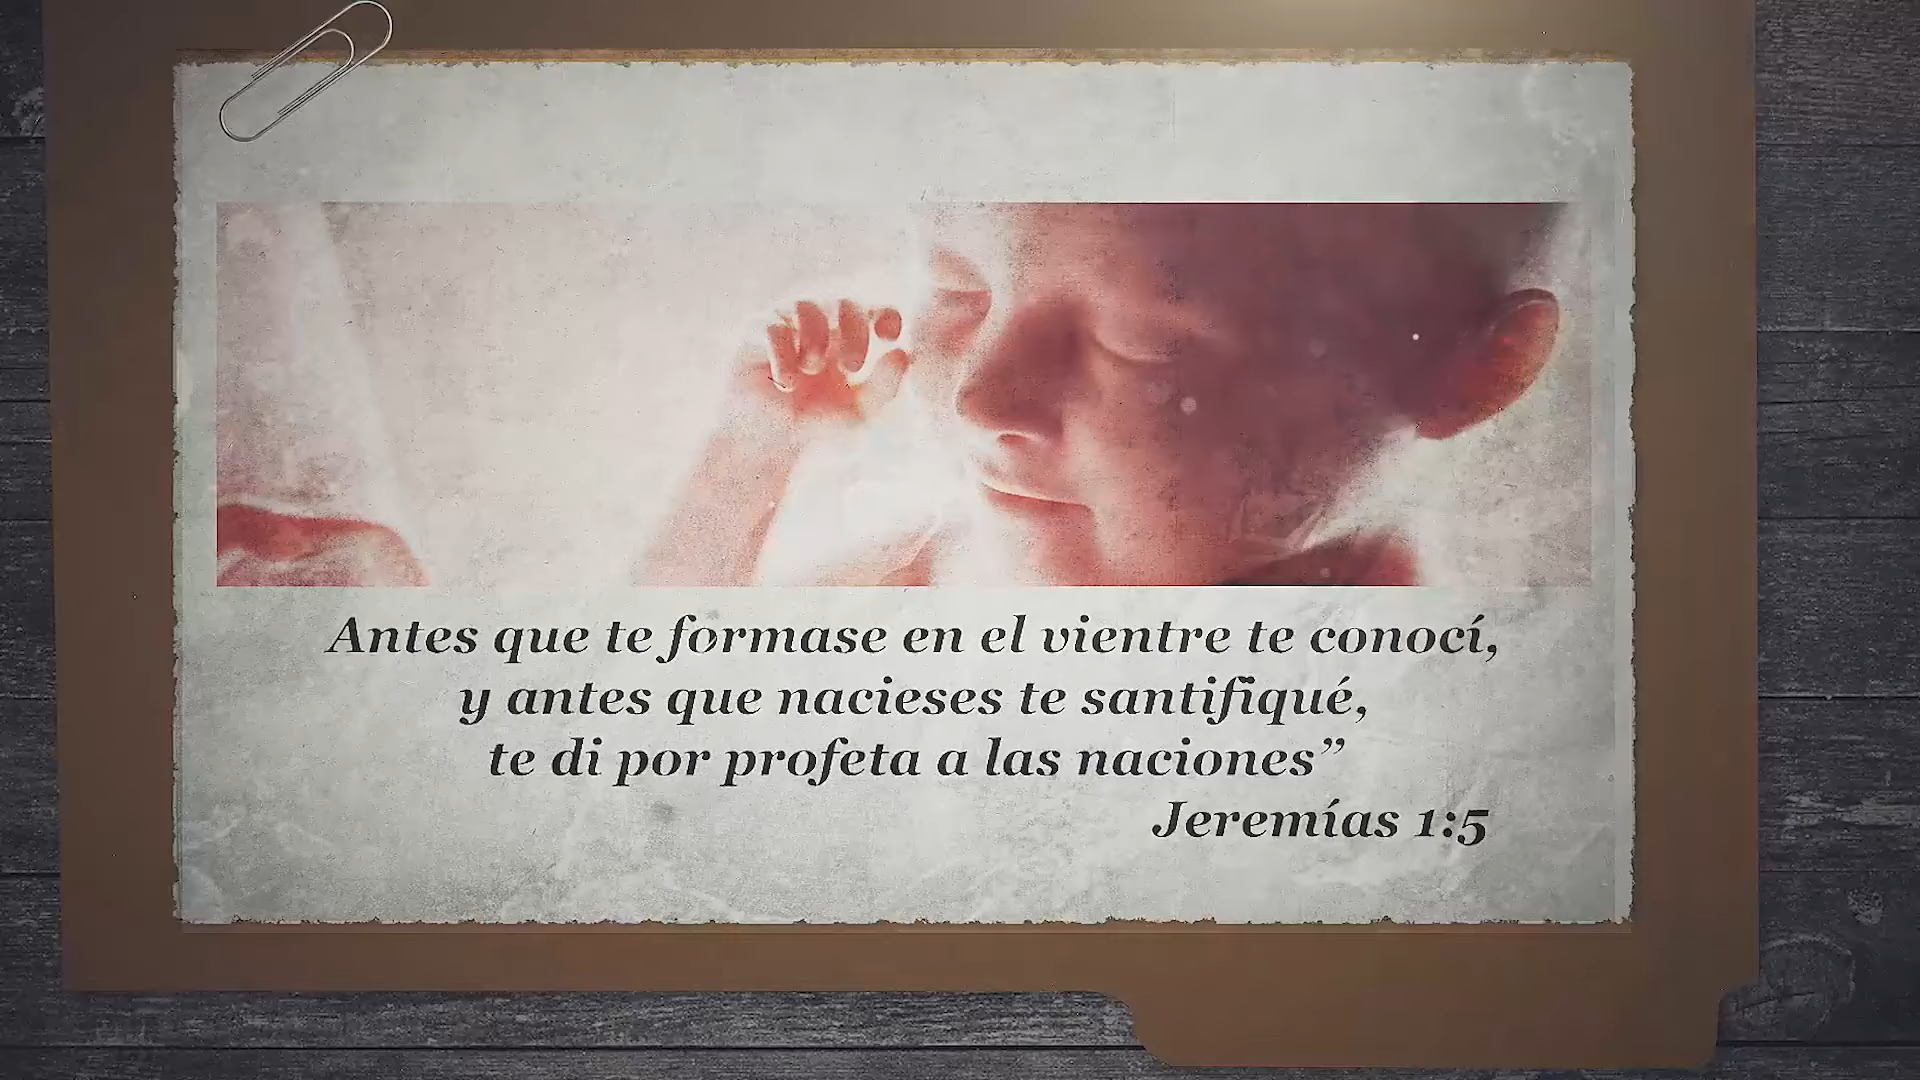 Antes que te formase en el vientre te conocí,
y antes que nacieses te santifiqué,
te di por profeta a las naciones”
Jeremías 1:5